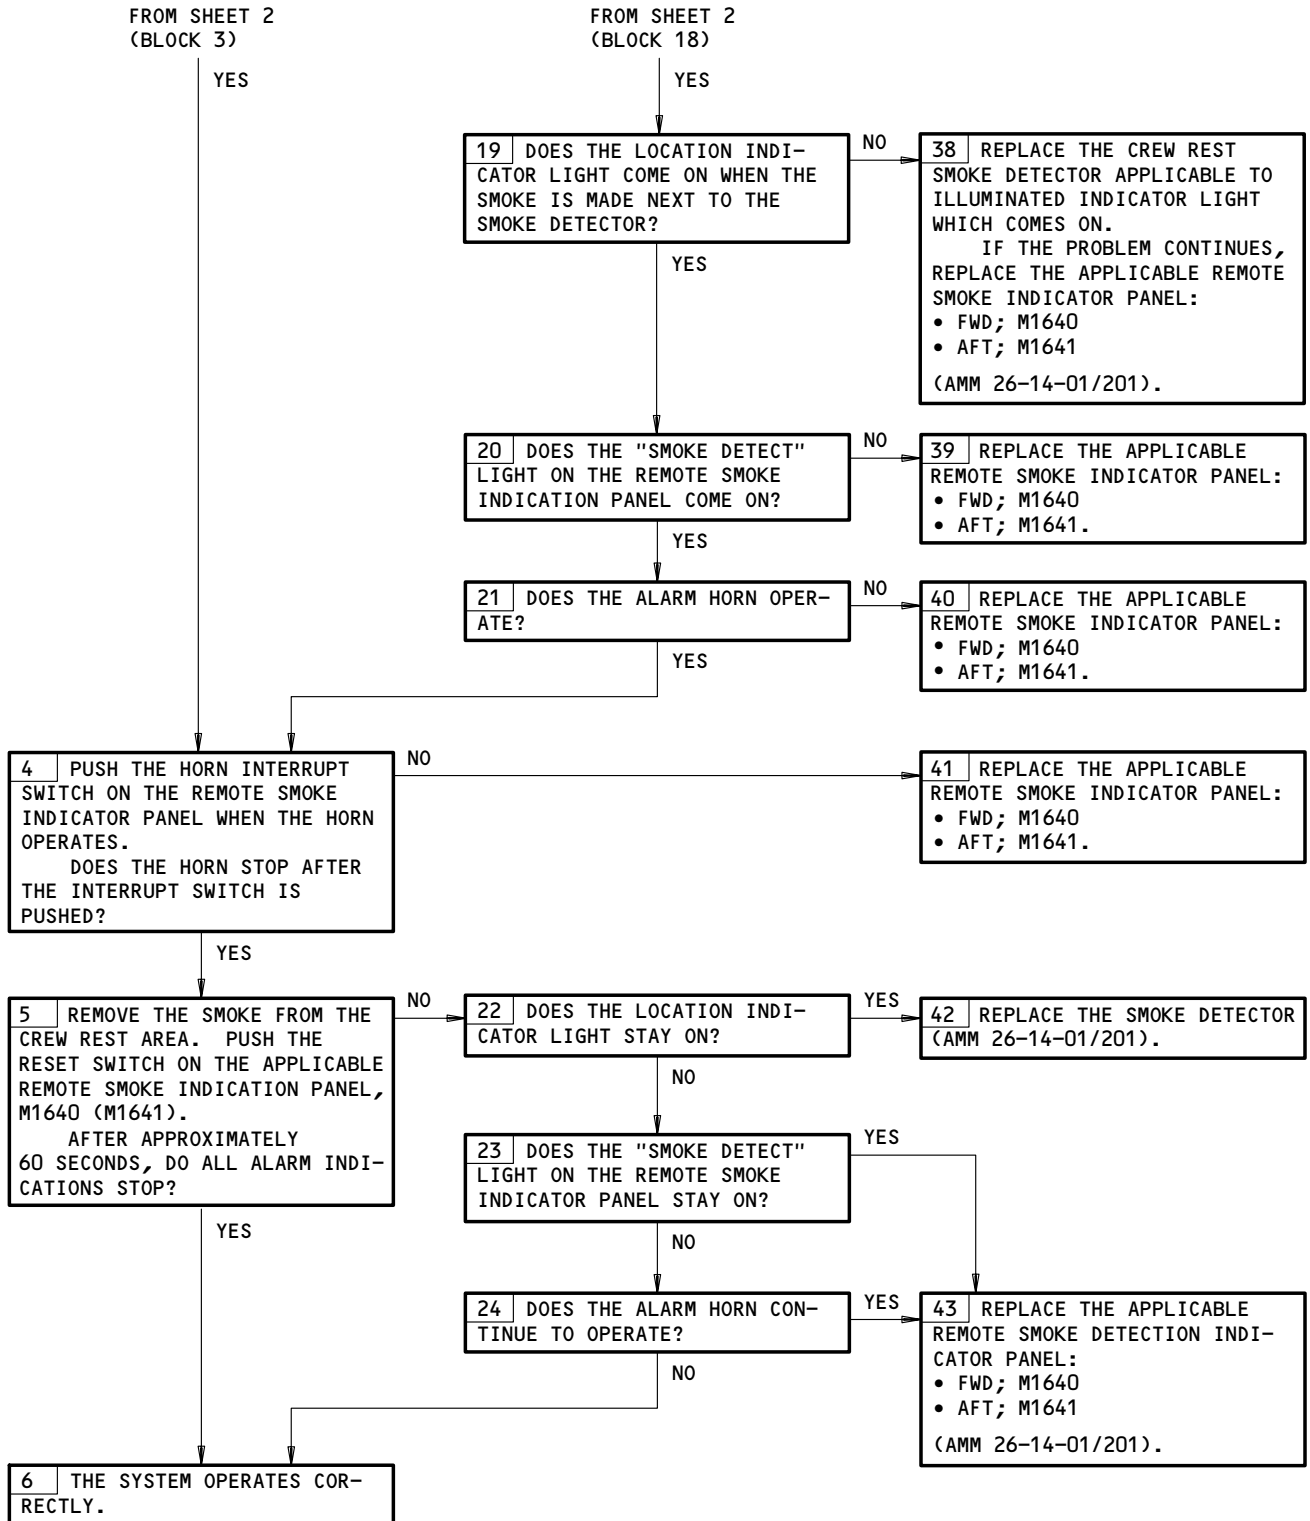 FROM SHEET 2
(BLOCK 3)
YES
FROM SHEET 2
(BLOCK 18)
YES
19 DOES THE LOCATION INDI-
CATOR LIGHT COME ON WHEN THE
SMOKE IS MADE NEXT TO THE
SMOKE DETECTOR?
NO
YES
38 REPLACE THE CREW REST
SMOKE DETECTOR APPLICABLE TO
ILLUMINATED INDICATOR LIGHT
WHICH COMES ON.
IF THE PROBLEM CONTINUES,
REPLACE THE APPLICABLE REMOTE
SMOKE INDICATOR PANEL:
• FWD; M1640
• AFT; M1641
(AMM 26-14-01/201).
20 DOES THE "SMOKE DETECT"
LIGHT ON THE REMOTE SMOKE
INDICATION PANEL COME ON?
NO
YES
39 REPLACE THE APPLICABLE
REMOTE SMOKE INDICATOR PANEL:
• FWD; M1640
• AFT; M1641.
21 DOES THE ALARM HORN OPER-
ATE?
NO
YES
40 REPLACE THE APPLICABLE
REMOTE SMOKE INDICATOR PANEL:
• FWD; M1640
• AFT; M1641.
4 PUSH THE HORN INTERRUPT
SWITCH ON THE REMOTE SMOKE
INDICATOR PANEL WHEN THE HORN
OPERATES.
DOES THE HORN STOP AFTER
THE INTERRUPT SWITCH IS
PUSHED?
NO
YES
41 REPLACE THE APPLICABLE
REMOTE SMOKE INDICATOR PANEL:
• FWD; M1640
• AFT; M1641.
5 REMOVE THE SMOKE FROM THE
CREW REST AREA. PUSH THE
RESET SWITCH ON THE APPLICABLE
REMOTE SMOKE INDICATION PANEL,
M1640 (M1641).
AFTER APPROXIMATELY
60 SECONDS, DO ALL ALARM INDI-
CATIONS STOP?
NO
YES
22 DOES THE LOCATION INDI-
CATOR LIGHT STAY ON?
YES
NO
42 REPLACE THE SMOKE DETECTOR
(AMM 26-14-01/201).
23 DOES THE "SMOKE DETECT"
LIGHT ON THE REMOTE SMOKE
INDICATOR PANEL STAY ON?
YES
NO
24 DOES THE ALARM HORN CON-
TINUE TO OPERATE?
YES
NO
43 REPLACE THE APPLICABLE
REMOTE SMOKE DETECTION INDI-
CATOR PANEL:
• FWD; M1640
• AFT; M1641
(AMM 26-14-01/201).
6 THE SYSTEM OPERATES COR-
RECTLY.